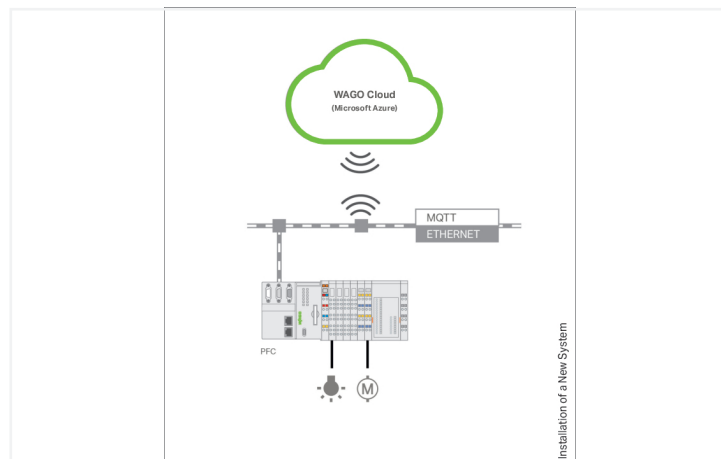 WAGO Cloud
(Microsoft Azure)
MQTT
ETHERNET
PFC
M
Installation of a New System